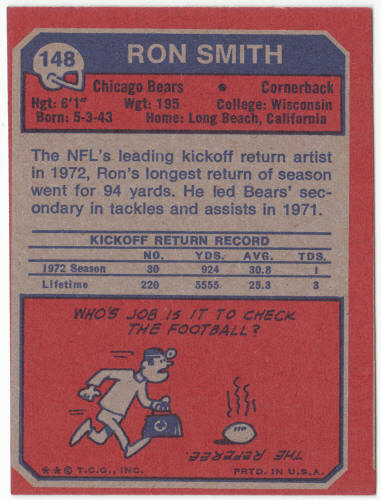 148
RON SMITH
Chicago Bears • Cornerback
Hgt: 6'1" Wgt: 195 College: Wisconsin
Born: 5-3-43 Home: Long Beach, California
The NFL's leading kickoff return artist
in 1972, Ron's longest return of season
went for 94 yards. He led Bears' sec-
ondary in tackles and assists in 1971.
KICKOFF RETURN RECORD
NO. YDS. AVG. TDS.
1972 Season 30 924 30.8 1
Lifetime 220 5555 25.3 3
WHO'S JOB IS IT TO CHECK
THE FOOTBALL?
THE REFEREE.
**© T.C.G., INC. PRTD. IN U.S.A.